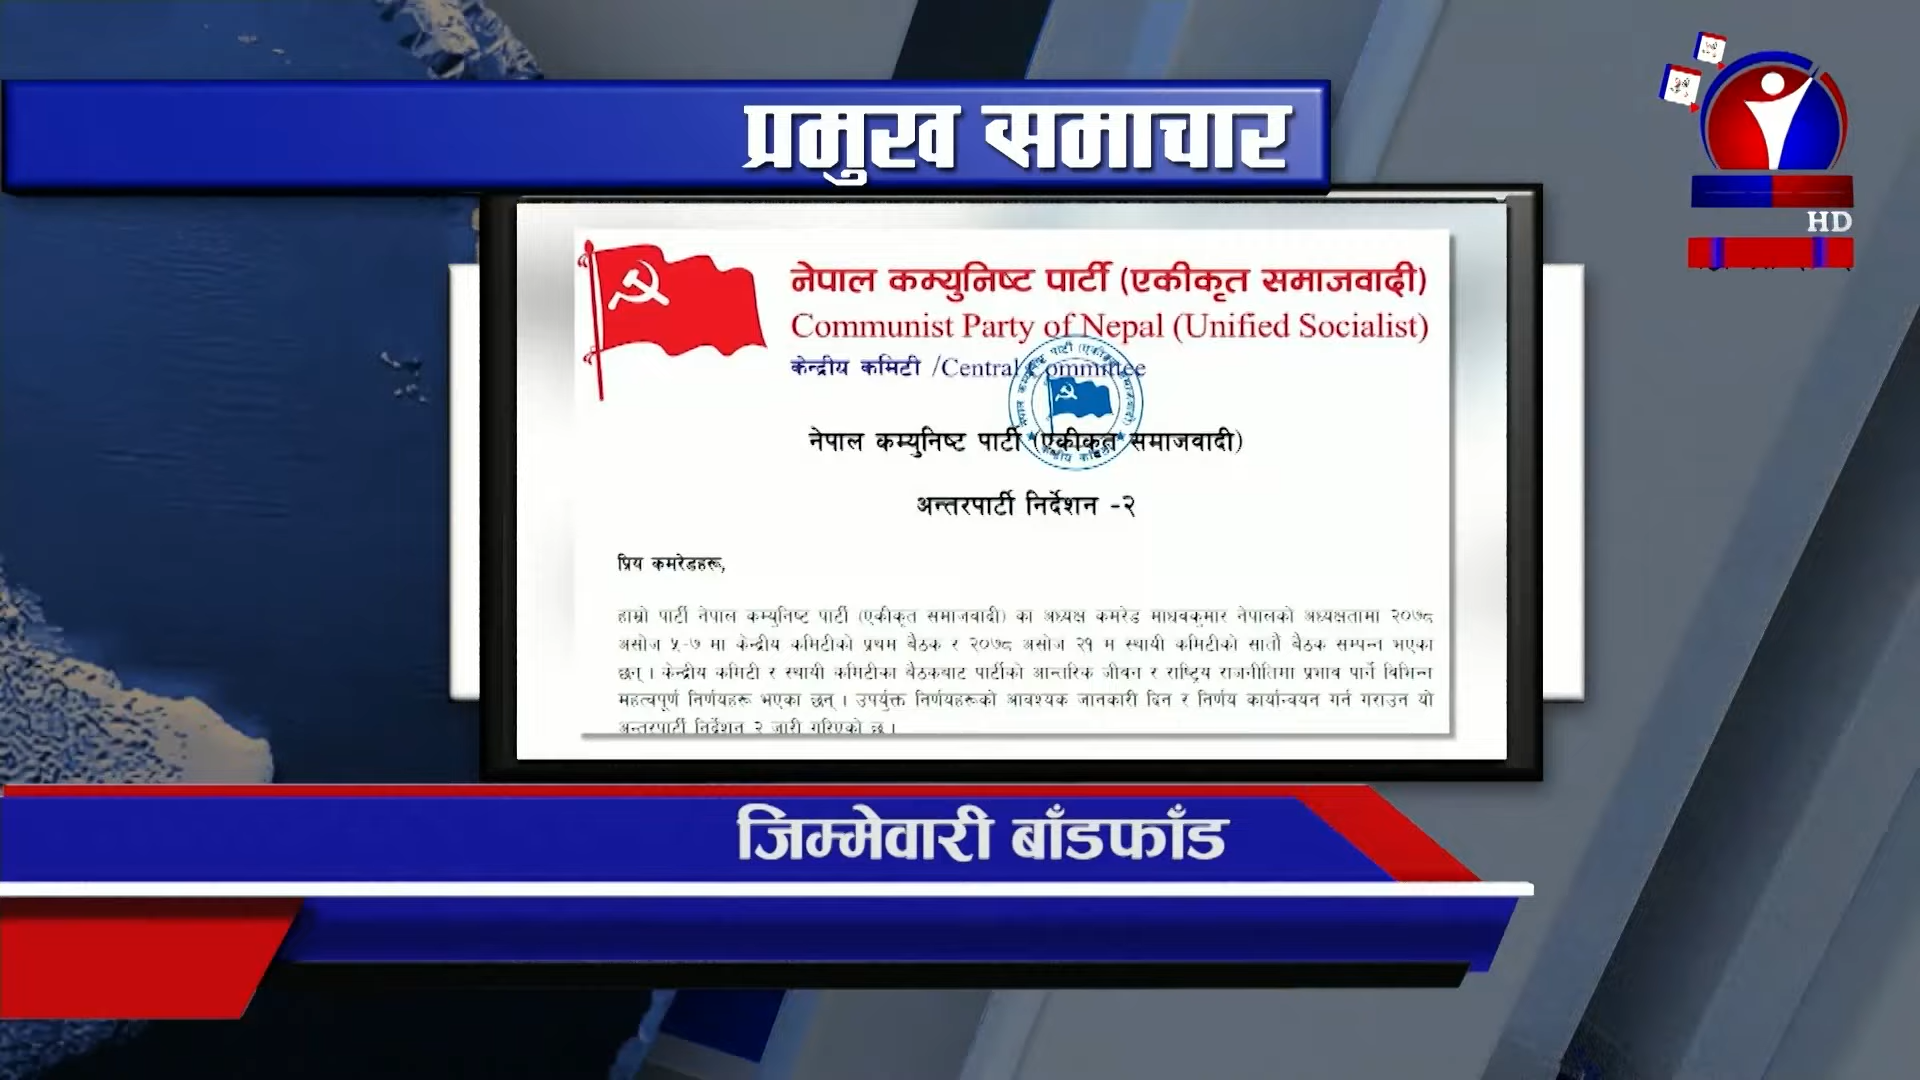 प्रमुख समाचार
HD
नेपाल कम्युनिष्ट पार्टी (एकीकृत समाजवादी)
Communist Party of Nepal (Unified Socialist)
केन्द्रीय कमिटी /Central Committee
नेपाल कम्युनिष्ट पार्टी (एकीकृत समाजवादी)
अन्तरपार्टी निर्देशन -२
प्रिय कमरेडहरू,
हाम्रो पार्टी नेपाल कम्युनिष्ट पार्टी (एकीकृत समाजवादी) का अध्यक्ष कमरेड माधवकुमार नेपालको अध्यक्षतामा २०७८
असोज ५-७ मा केन्द्रीय कमिटीको प्रथम बैठक र २०७८ असोज २१ म स्थायी कमिटीको सातौं बैठक सम्पन्न भएका
छन् । केन्द्रीय कमिटी र स्थायी कमिटीका बैठकबाट पार्टीको आन्तरिक जीवन र राष्ट्रिय राजनीतिमा प्रभाव पार्ने विभिन्न
महत्वपूर्ण निर्णयहरू भएका छन् । उपर्युक्त निर्णयहरूको आवश्यक जानकारी दिन र निर्णय कार्यान्वयन गर्न गराउन यो
अन्तरपार्टी निर्देशन २ जारी गरिएको छ ।
जिम्मेवारी बाँडफाँड